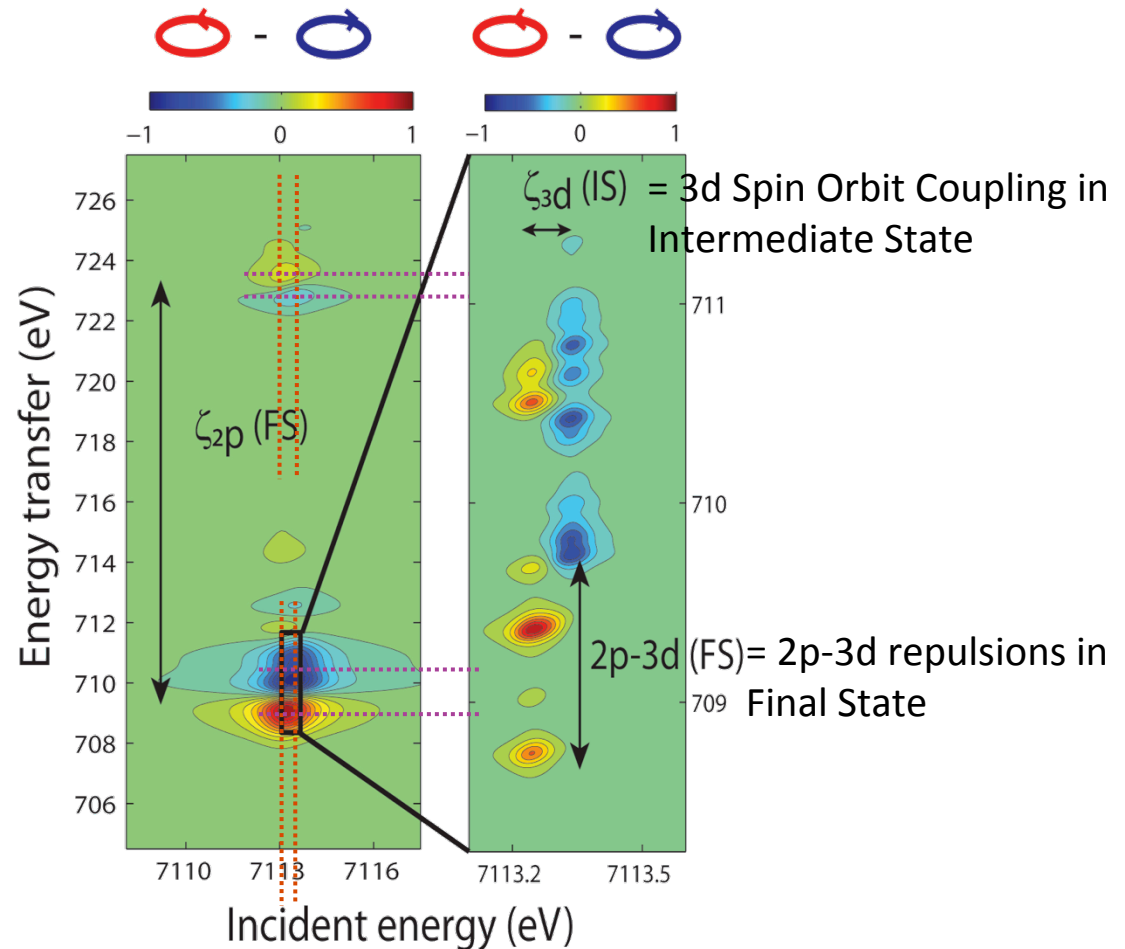 -
-
−1 0 1
−1 0 1
726
724
722
720
718
716
714
712
710
708
706
Energy transfer (eV)
ζ2p (FS)
7110 7113 7116
Incident energy (eV)
ζ3d (IS) = 3d Spin Orbit Coupling in
Intermediate State
711
710
709
2p-3d (FS) = 2p-3d repulsions in
Final State
7113.2 7113.5